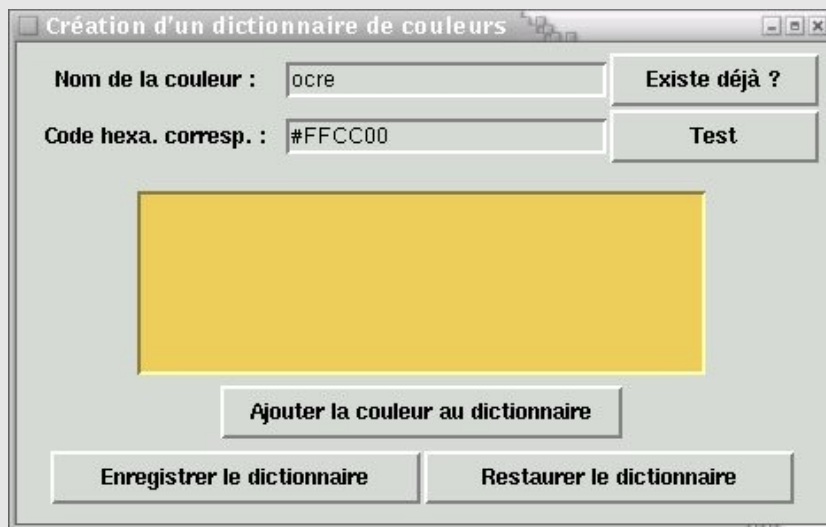 Création d'un dictionnaire de couleurs
Nom de la couleur : ocre Existe déjà ?
Code hexa. corresp. : #FFCC00 Test
Ajouter la couleur au dictionnaire
Enregistrer le dictionnaire Restaurer le dictionnaire